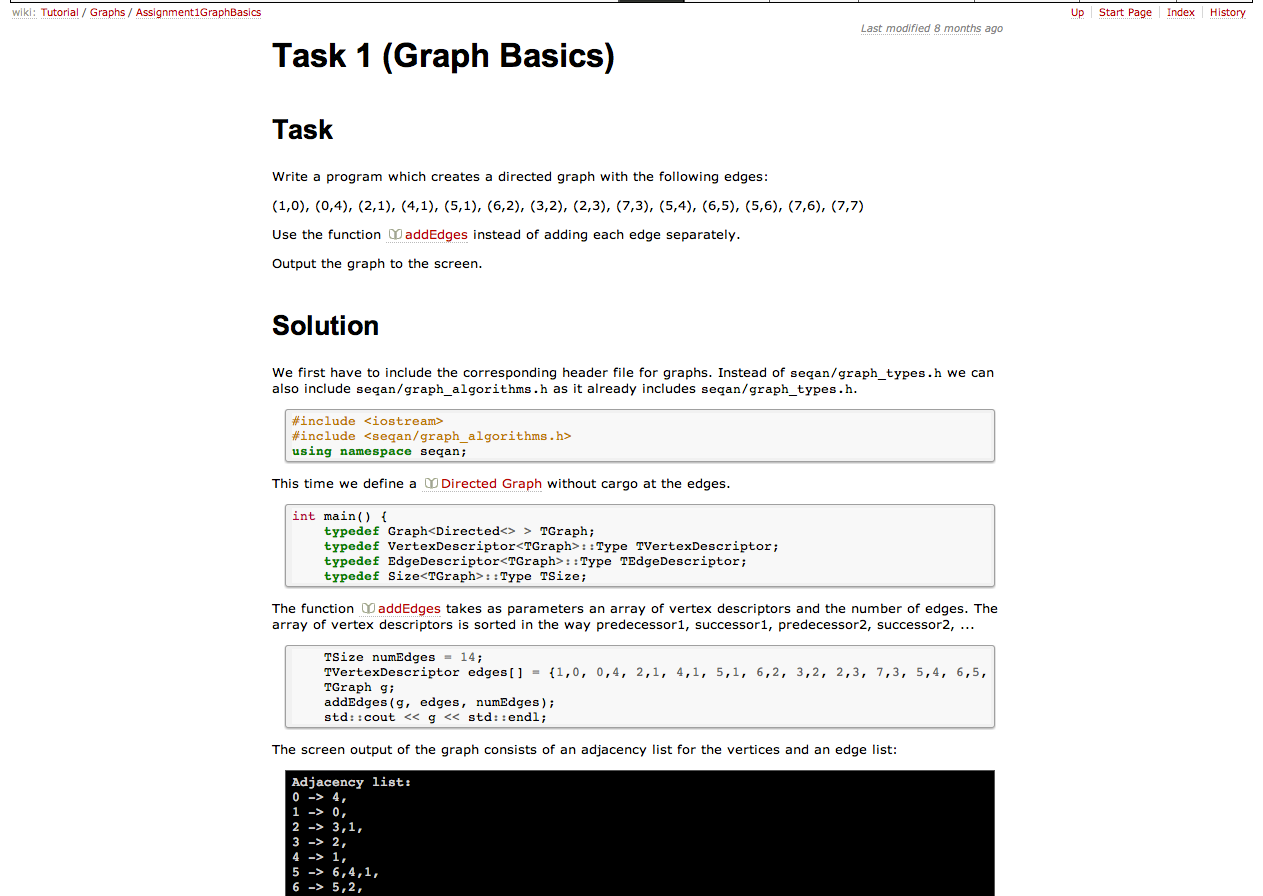 wiki: Tutorial / Graphs / Assignment1GraphBasics
Up | Start Page | Index | History
Last modified 8 months ago
Task 1 (Graph Basics)
Task
Write a program which creates a directed graph with the following edges:
(1,0), (0,4), (2,1), (4,1), (5,1), (6,2), (3,2), (2,3), (7,3), (5,4), (6,5), (5,6), (7,6), (7,7)
Use the function addEdges instead of adding each edge separately.
Output the graph to the screen.
Solution
We first have to include the corresponding header file for graphs. Instead of seqan/graph_types.h we can
also include seqan/graph_algorithms.h as it already includes seqan/graph_types.h.
#include <iostream>
#include <seqan/graph_algorithms.h>
using namespace seqan;
This time we define a Directed Graph without cargo at the edges.
int main() {
    typedef Graph<Directed<> > TGraph;
    typedef VertexDescriptor<TGraph>::Type TVertexDescriptor;
    typedef EdgeDescriptor<TGraph>::Type TEdgeDescriptor;
    typedef Size<TGraph>::Type TSize;
The function addEdges takes as parameters an array of vertex descriptors and the number of edges. The
array of vertex descriptors is sorted in the way predecessor1, successor1, predecessor2, successor2, ...
    TSize numEdges = 14;
    TVertexDescriptor edges[] = {1,0, 0,4, 2,1, 4,1, 5,1, 6,2, 3,2, 2,3, 7,3, 5,4, 6,5,
    TGraph g;
    addEdges(g, edges, numEdges);
    std::cout << g << std::endl;
The screen output of the graph consists of an adjacency list for the vertices and an edge list:
Adjacency list:
0 -> 4,
1 -> 0,
2 -> 3,1,
3 -> 2,
4 -> 1,
5 -> 6,4,1,
6 -> 5,2,